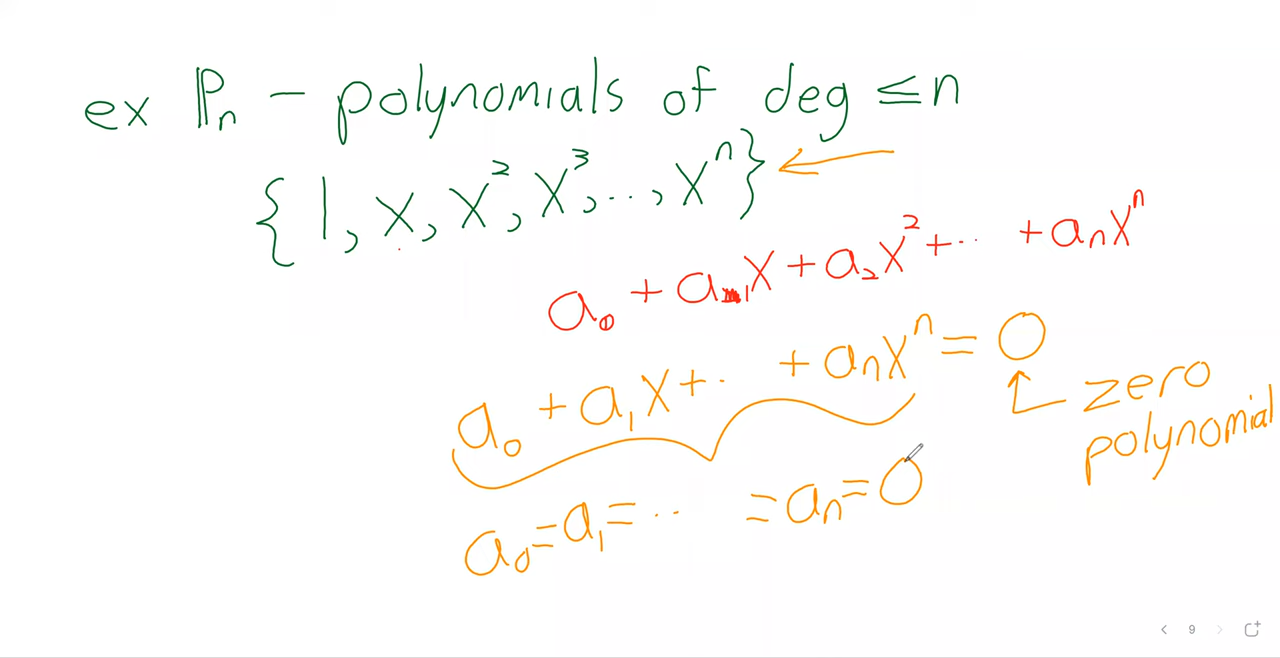 ex ℙₙ – polynomials of deg ≤ n
{1, x, x², x³, ..., xⁿ}
a₀ + a₁x + a₂x² + ·· + aₙxⁿ
a₀ + a₁x + ·· + aₙxⁿ = 0
zero
polynomial
a₀ = a₁ = ·· = aₙ = 0
9